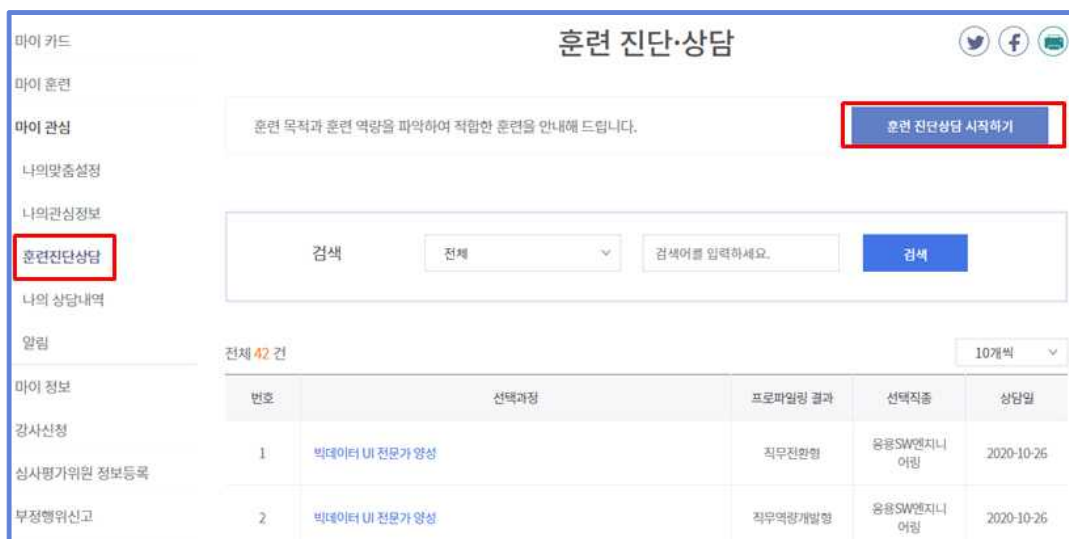 마이 카드
마이 훈련
마이 관심
나의맞춤설정
나의관심정보
훈련진단상담
나의 상담내역
알림
마이 정보
강사신청
심사평가위원 정보등록
부정행위신고
훈련 진단·상담
훈련 목적과 훈련 역량을 파악하여 적합한 훈련을 안내해 드립니다.
훈련 진단상담 시작하기
검색 전체 검색어를 입력하세요. 검색
전체 42 건 10개씩
번호 선택과정 프로파일링 결과 선택직종 상담일
1 빅데이터 UI 전문가 양성 직무전환형 응용SW엔지니어링 2020-10-26
2 빅데이터 UI 전문가 양성 직무역량개발형 응용SW엔지니어링 2020-10-26